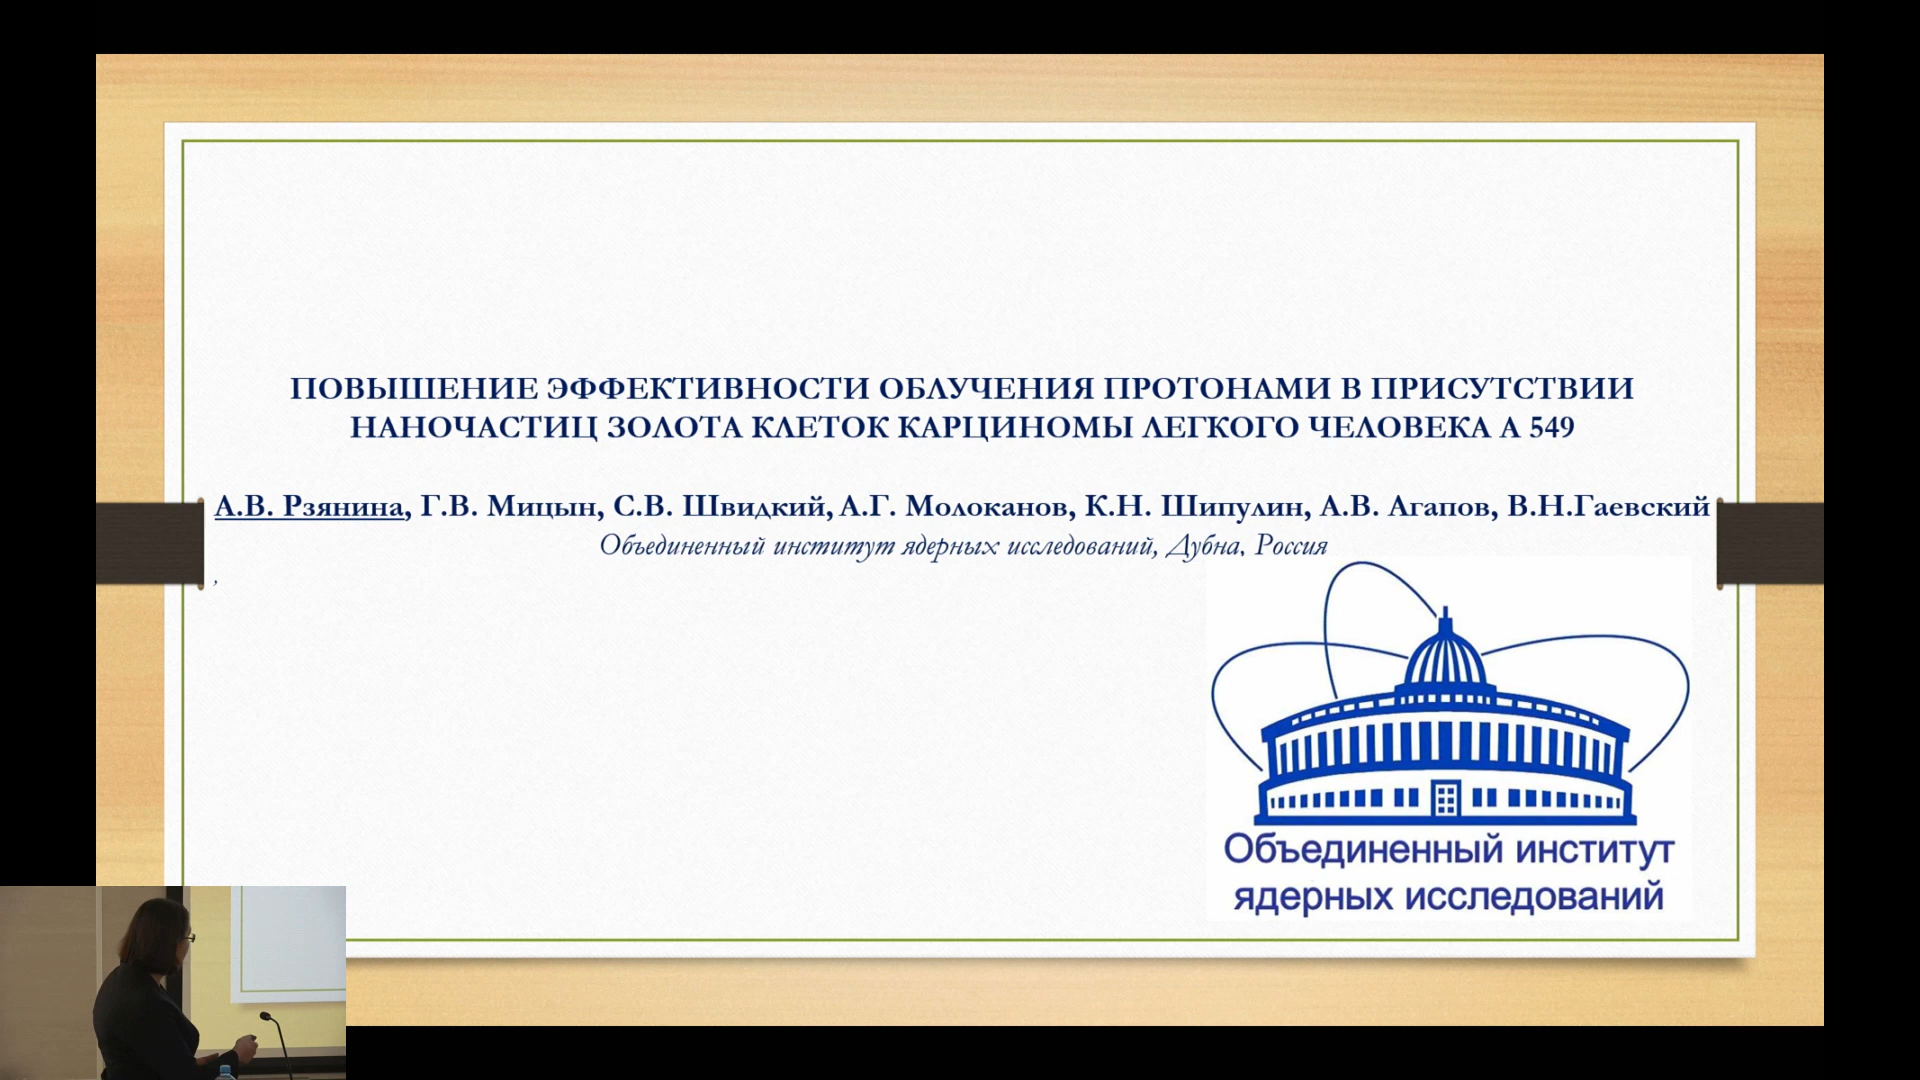 ПОВЫШЕНИЕ ЭФФЕКТИВНОСТИ ОБЛУЧЕНИЯ ПРОТОНАМИ В ПРИСУТСТВИИ
НАНОЧАСТИЦ ЗОЛОТА КЛЕТОК КАРЦИНОМЫ ЛЕГКОГО ЧЕЛОВЕКА А 549
А.В. Рзянина, Г.В. Мицын, С.В. Швидкий, А.Г. Молоканов, К.Н. Шипулин, А.В. Агапов, В.Н.Гаевский
Объединенный институт ядерных исследований, Дубна, Россия
,
Объединенный институт
ядерных исследований